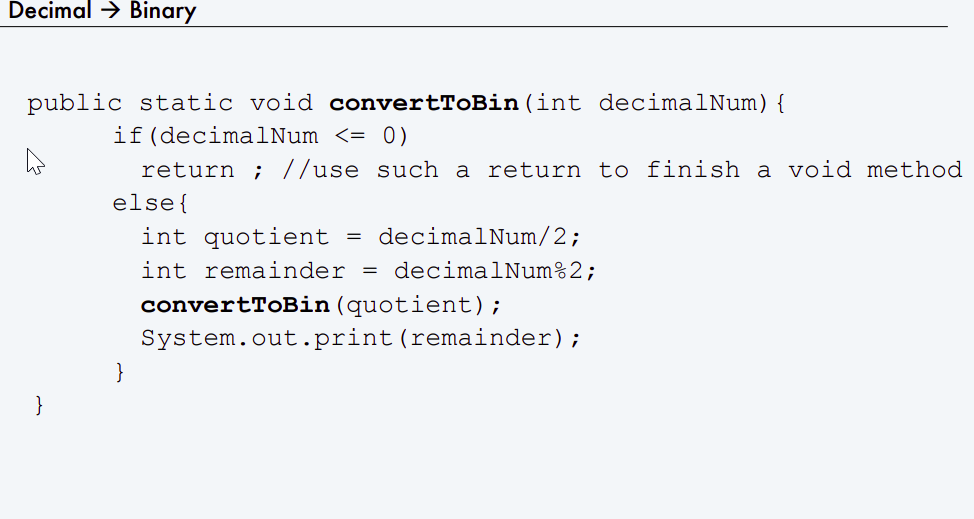 Decimal → Binary
public static void convertToBin(int decimalNum){
if(decimalNum <= 0)
return ; //use such a return to finish a void method
else{
int quotient = decimalNum/2;
int remainder = decimalNum%2;
convertToBin(quotient);
System.out.print(remainder);
}
}